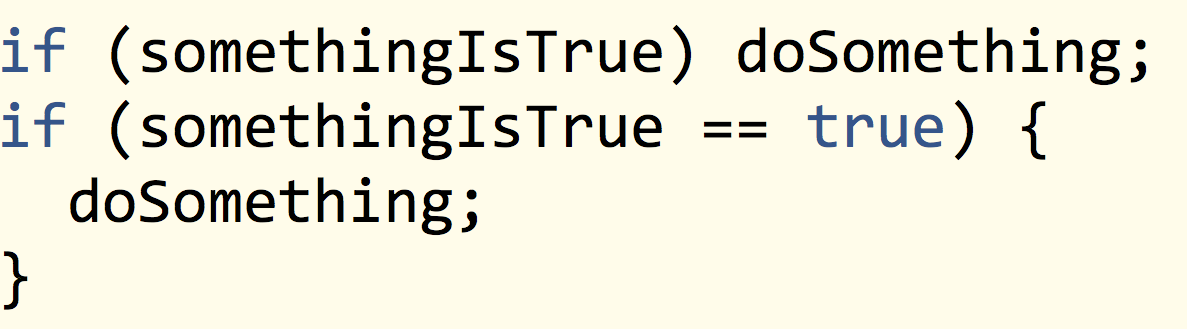 if (somethingIsTrue) doSomething;
if (somethingIsTrue == true) {
  doSomething;
}